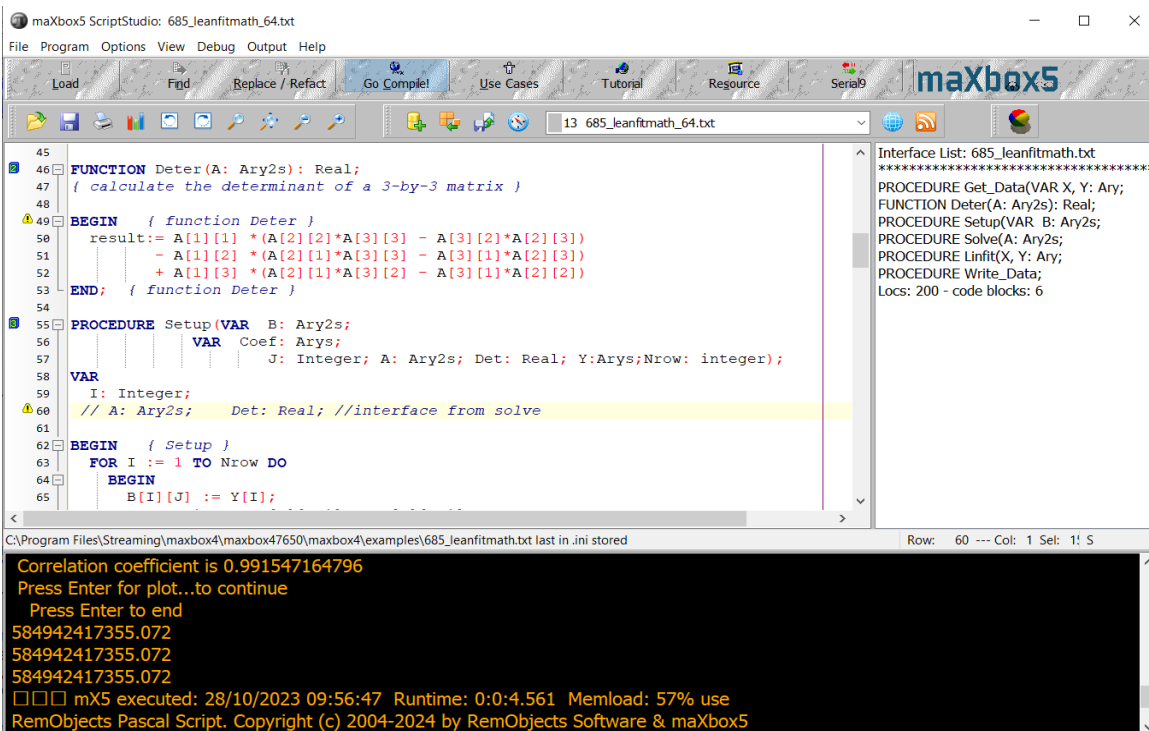 maXbox5 ScriptStudio: 685_leanfitmath_64.txt
File Program Options View Debug Output Help
Load Find Replace / Refact Go Compile! Use Cases Tutorial Resource Serial9 maXbox5
13 685_leanfitmath_64.txt
45
46 FUNCTION Deter(A: Ary2s): Real;
47 { calculate the determinant of a 3-by-3 matrix }
48
49 BEGIN { function Deter }
50 result:= A[1][1] *(A[2][2]*A[3][3] - A[3][2]*A[2][3])
51 - A[1][2] *(A[2][1]*A[3][3] - A[3][1]*A[2][3])
52 + A[1][3] *(A[2][1]*A[3][2] - A[3][1]*A[2][2])
53 END; { function Deter }
54
55 PROCEDURE Setup(VAR B: Ary2s;
56 VAR Coef: Arys;
57 J: Integer; A: Ary2s; Det: Real; Y:Arys;Nrow: integer);
58 VAR
59 I: Integer;
60 // A: Ary2s; Det: Real; //interface from solve
61
62 BEGIN { Setup }
63 FOR I := 1 TO Nrow DO
64 BEGIN
65 B[I][J] := Y[I];
Interface List: 685_leanfitmath.txt
***********************************
PROCEDURE Get_Data(VAR X, Y: Ary;
FUNCTION Deter(A: Ary2s): Real;
PROCEDURE Setup(VAR B: Ary2s;
PROCEDURE Solve(A: Ary2s;
PROCEDURE Linfit(X, Y: Ary;
PROCEDURE Write_Data;
Locs: 200 - code blocks: 6
C:\Program Files\Streaming\maxbox4\maxbox47650\maxbox4\examples\685_leanfitmath.txt last in .ini stored
Row: 60 --- Col: 1 Sel: 1 S
Correlation coefficient is 0.991547164796
Press Enter for plot...to continue
Press Enter to end
584942417355.072
584942417355.072
584942417355.072
□□□ mX5 executed: 28/10/2023 09:56:47 Runtime: 0:0:4.561 Memload: 57% use
RemObjects Pascal Script. Copyright (c) 2004-2024 by RemObjects Software & maXbox5